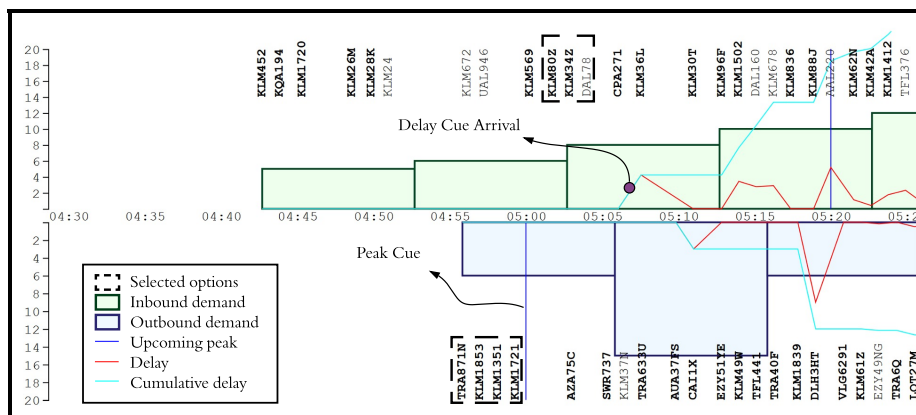 20
18
16
14
12
10
8
6
4
2
KLM452
KQA194
KLM1720
KLM26M
KLM28K
KLM24
KLM672
UAL946
KLM569
KLM80Z
KLM34Z
DAL78
CPA271
KLM36L
KLM30T
KLM96F
KLM1502
DAL160
KLM678
KLM836
KLM88J
AAL220
KLM62N
KLM42A
KLM1412
TFL376
Delay Cue Arrival
04:30 04:35 04:40 04:45 04:50 04:55 05:00 05:05 05:10 05:15 05:20 05:2
2
4
6
8
10
12
14
16
18
20
Peak Cue
Selected options
Inbound demand
Outbound demand
Upcoming peak
Delay
Cumulative delay
TRA871N
KLM1853
KLM1351
KLM1721
AZA75C
SWR737
KLM37N
TRA633U
AUA37FS
CAI1X
EZY51YE
KLM49W
TFL441
TRA40F
KLM1839
DLH3HT
VLG6291
KLM61Z
EZY49NG
TRA6Q
LOT27M